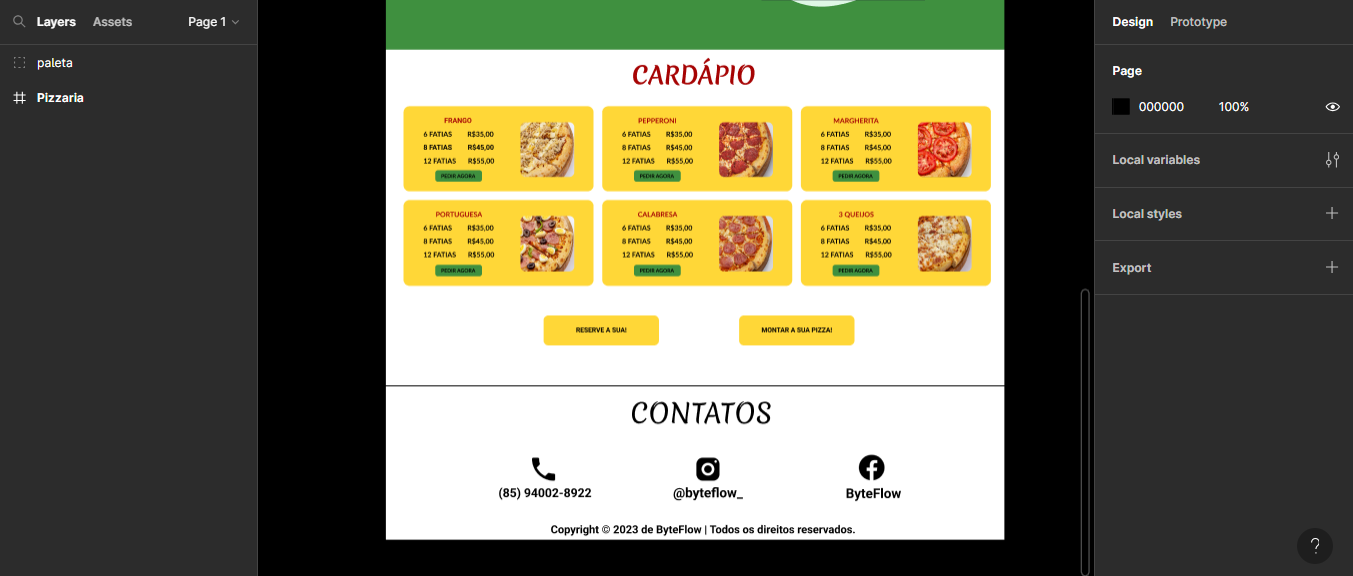 Layers Assets Page 1
paleta
Pizzaria
CARDÁPIO
FRANGO
6 FATIAS R$35,00
8 FATIAS R$45,00
12 FATIAS R$55,00
PEDIR AGORA
PEPPERONI
6 FATIAS R$35,00
8 FATIAS R$45,00
12 FATIAS R$55,00
PEDIR AGORA
MARGHERITA
6 FATIAS R$35,00
8 FATIAS R$45,00
12 FATIAS R$55,00
PEDIR AGORA
PORTUGUESA
6 FATIAS R$35,00
8 FATIAS R$45,00
12 FATIAS R$55,00
PEDIR AGORA
CALABRESA
6 FATIAS R$35,00
8 FATIAS R$45,00
12 FATIAS R$55,00
PEDIR AGORA
3 QUEIJOS
6 FATIAS R$35,00
8 FATIAS R$45,00
12 FATIAS R$55,00
PEDIR AGORA
RESERVE A SUA!
MONTAR A SUA PIZZA!
CONTATOS
(85) 94002-8922
@byteflow_
ByteFlow
Copyright © 2023 de ByteFlow | Todos os direitos reservados.
Design Prototype
Page
000000 100%
Local variables
Local styles
Export
?